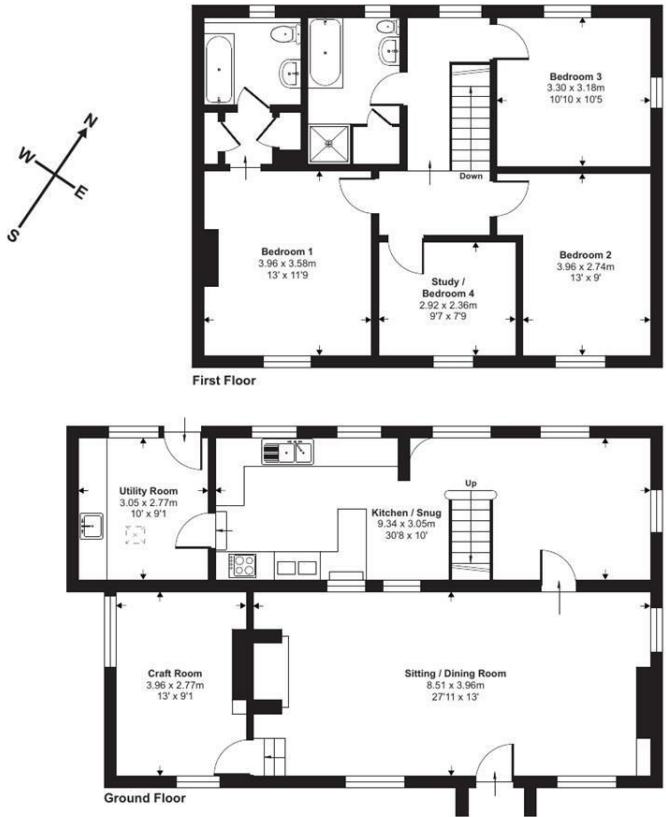 Bedroom 3
3.30 x 3.18m
10'10 x 10'5
N
W
E
S
Down
Bedroom 1
3.96 x 3.58m
13' x 11'9
Study /
Bedroom 4
2.92 x 2.36m
9'7 x 7'9
Bedroom 2
3.96 x 2.74m
13' x 9'
First Floor
Utility Room
3.05 x 2.77m
10' x 9'1
Up
Kitchen / Snug
9.34 x 3.05m
30'8 x 10'
Craft Room
3.96 x 2.77m
13' x 9'1
Sitting / Dining Room
8.51 x 3.96m
27'11 x 13'
Ground Floor